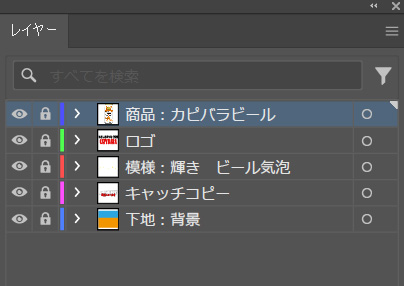 レイヤー
すべてを検索
商品：カピバラビール
ロゴ
模様：輝き　ビール気泡
キャッチコピー
下地：背景